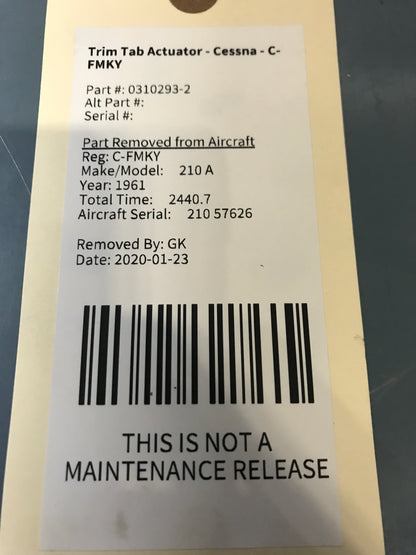 Trim Tab Actuator - Cessna - C-
FMKY
Part #: 0310293-2
Alt Part #:
Serial #:
Part Removed from Aircraft
Reg: C-FMKY
Make/Model: 210 A
Year: 1961
Total Time: 2440.7
Aircraft Serial: 210 57626
Removed By: GK
Date: 2020-01-23
THIS IS NOT A
MAINTENANCE RELEASE